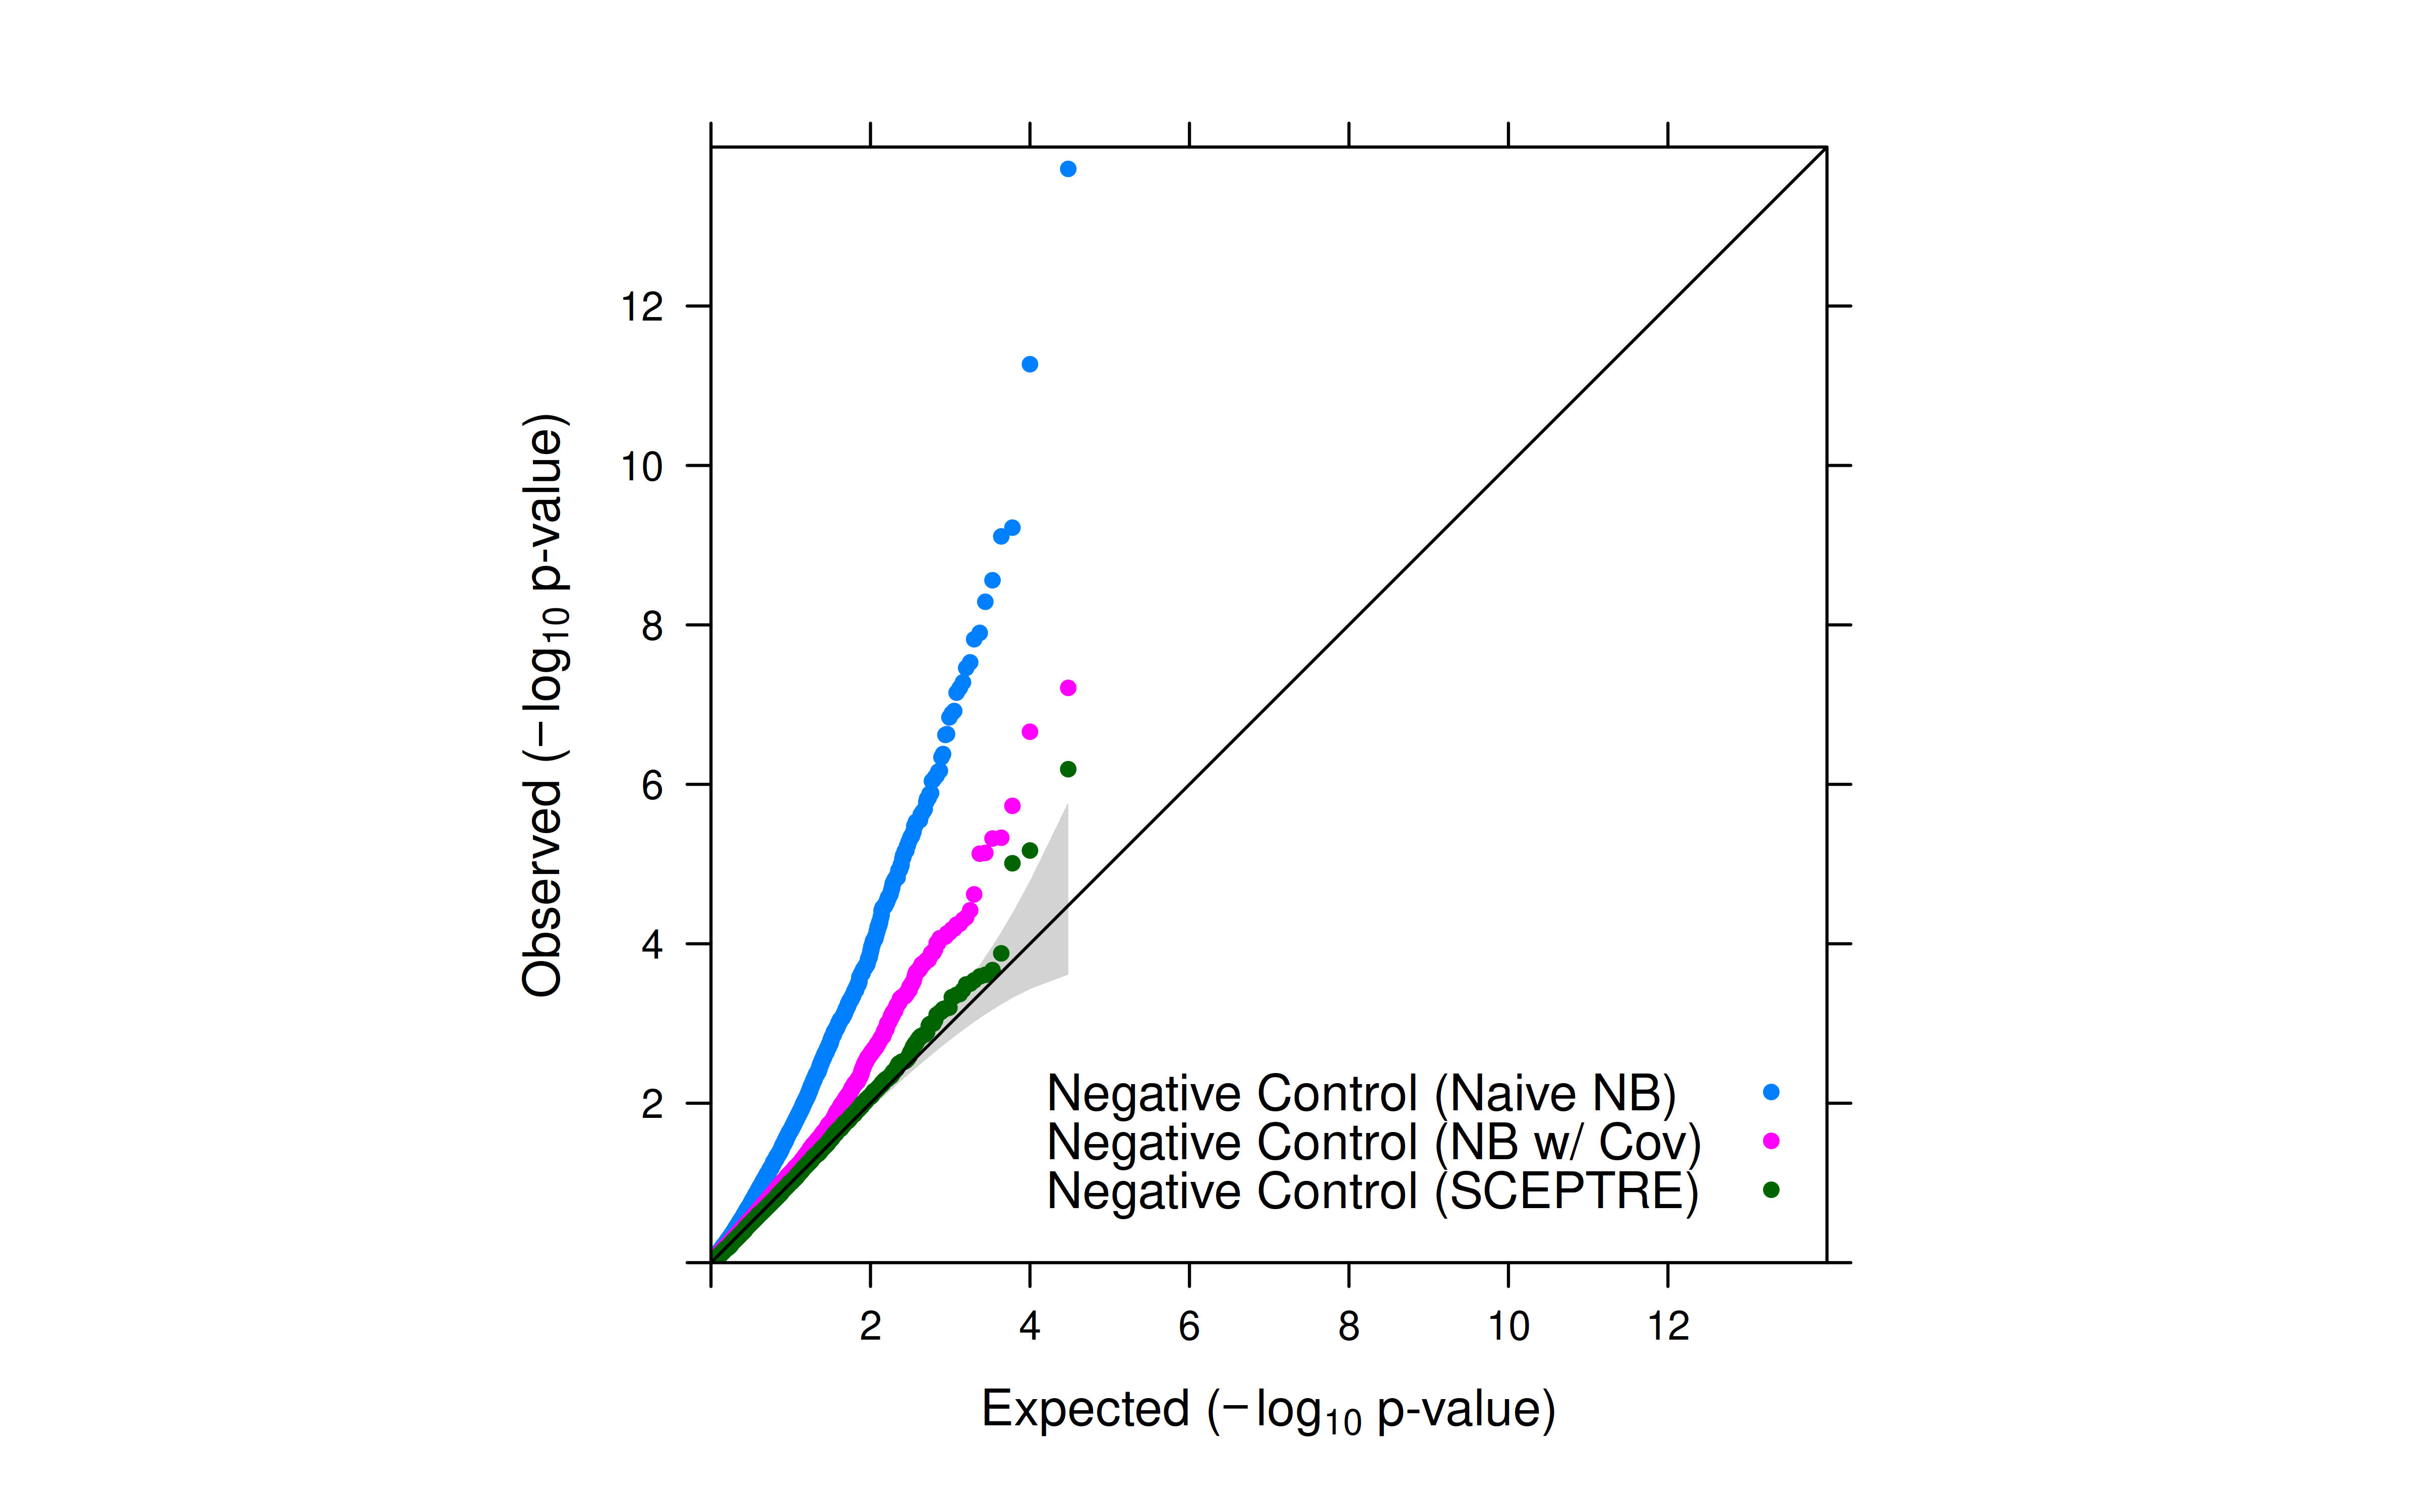 12
10
8
6
4
2
Observed (−log10 p-value)
Negative Control (Naive NB)
Negative Control (NB w/ Cov)
Negative Control (SCEPTRE)
2 4 6 8 10 12
Expected (−log10 p-value)